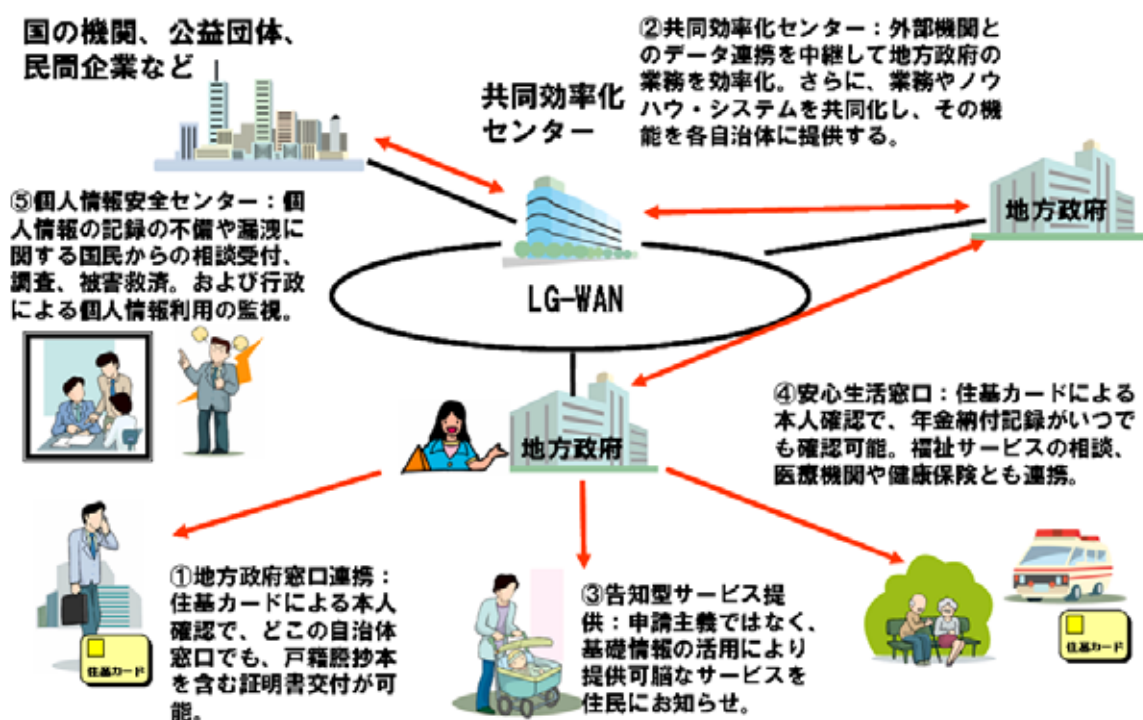 国の機関、公益団体、
民間企業など
②共同効率化センター：外部機関と
のデータ連携を中継して地方政府の
業務を効率化。さらに、業務やノウ
ハウ・システムを共同化し、その機
能を各自治体に提供する。
共同効率化
センター
⑤個人情報安全センター：個
人情報の記録の不備や漏洩に
関する国民からの相談受付、
調査、被害救済。および行政
による個人情報利用の監視。
地方政府
LG-WAN
地方政府
④安心生活窓口：住基カードによる
本人確認で、年金納付記録がいつで
も確認可能。福祉サービスの相談、
医療機関や健康保険とも連携。
①地方政府窓口連携：
住基カードによる本人
確認で、どこの自治体
窓口でも、戸籍謄抄本
を含む証明書交付が可
能。
住基カード
③告知型サービス提
供：申請主義ではなく、
基礎情報の活用により
提供可脳なサービスを
住民にお知らせ。
住基カード